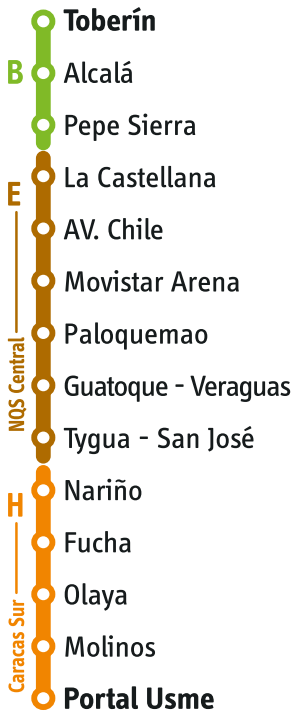 Toberín
B
Alcalá
Pepe Sierra
La Castellana
E
AV. Chile
Movistar Arena
Paloquemao
NQS Central
Guatoque - Veraguas
Tygua - San José
Nariño
H
Fucha
Olaya
Molinos
Caracas Sur
Portal Usme